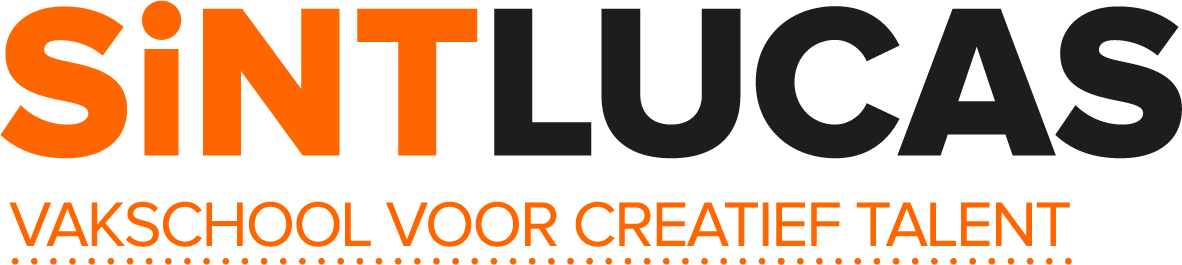 SiNTLUCAS
VAKSCHOOL VOOR CREATIEF TALENT